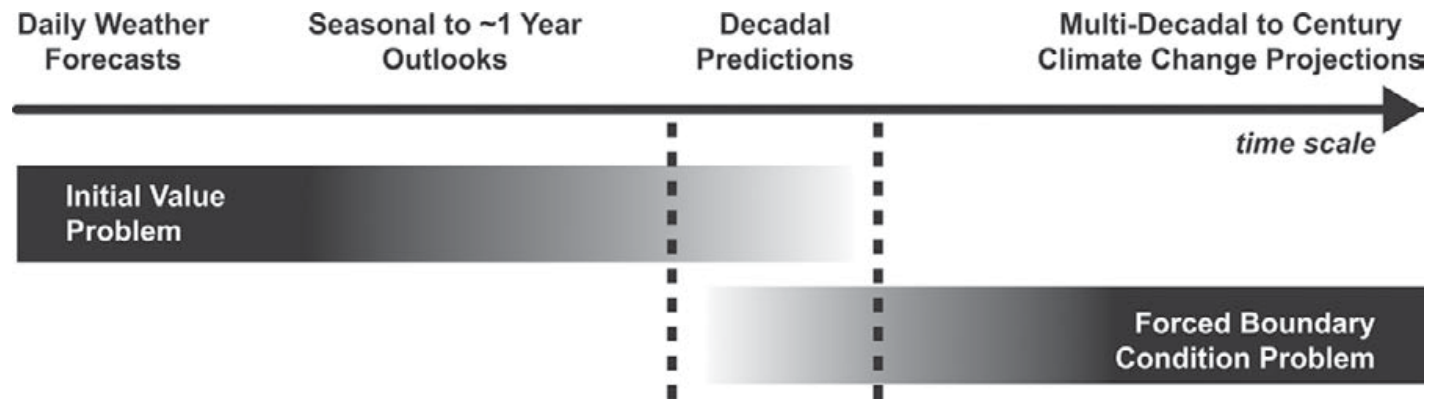 Daily Weather
Forecasts
Seasonal to ~1 Year
Outlooks
Decadal
Predictions
Multi-Decadal to Century
Climate Change Projections
time scale
Initial Value
Problem
Forced Boundary
Condition Problem